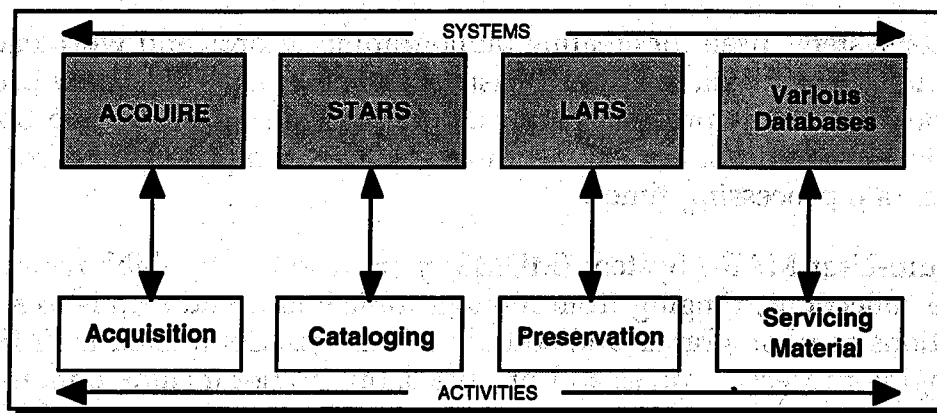 SYSTEMS
ACQUIRE
STARS
LARS
Various
Databases
Acquisition
Cataloging
Preservation
Servicing
Material
ACTIVITIES